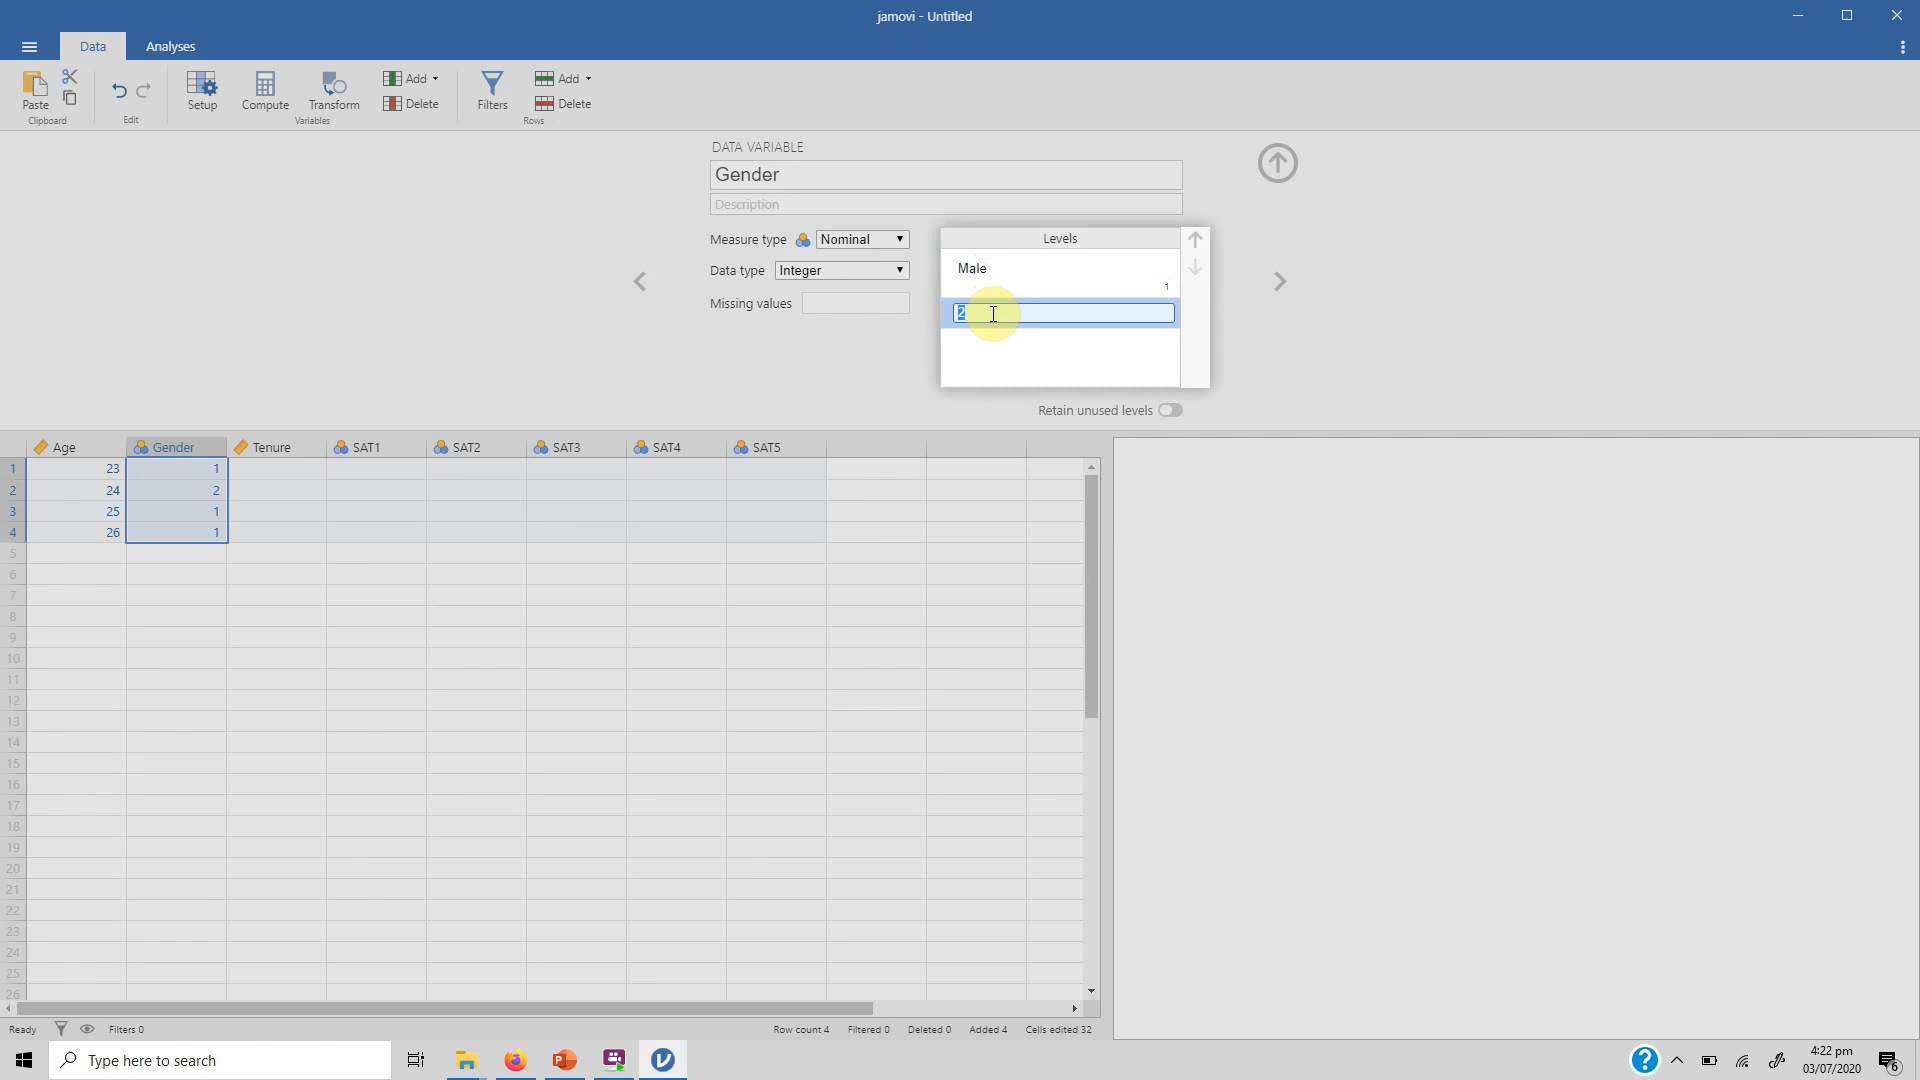 jamovi - Untitled
Data Analyses
Paste Setup Compute Transform Add Delete Filters Add Delete
Clipboard Edit Variables Rows
DATA VARIABLE
Gender
Description
Measure type Nominal
Data type Integer
Missing values
Levels
Male
1
2
Retain unused levels
Age Gender Tenure SAT1 SAT2 SAT3 SAT4 SAT5
1 23 1
2 24 2
3 25 1
4 26 1
5
6
7
8
9
10
11
12
13
14
15
16
17
18
19
20
21
22
23
24
25
26
Ready Filters 0 Row count 4 Filtered 0 Deleted 0 Added 4 Cells edited 32
Type here to search
4:22 pm
03/07/2020
6